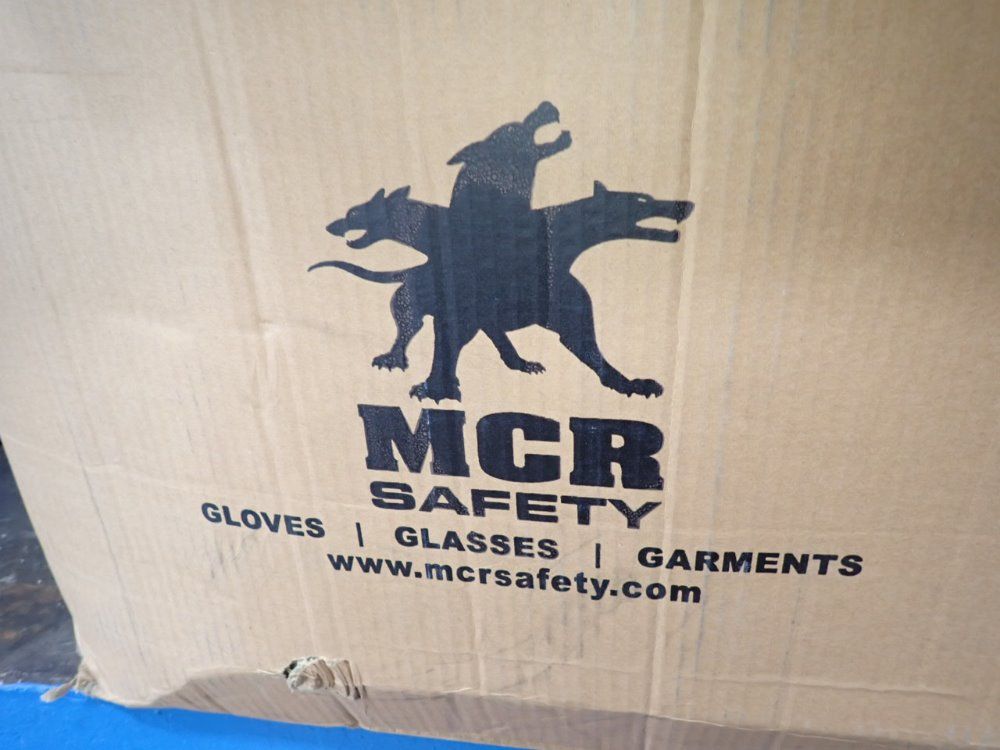 MCR
SAFETY
GLOVES | GLASSES | GARMENTS
www.mcrsafety.com